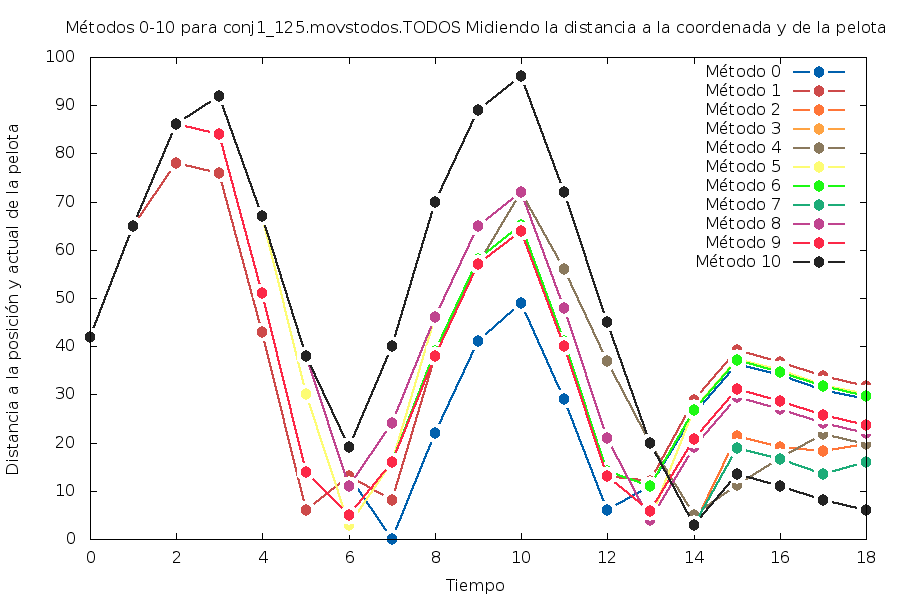 Métodos 0-10 para conj1_125.movstodos.TODOS Midiendo la distancia a la coordenada y de la pelota
100
90
80
70
60
50
40
30
20
10
0
Distancia a la posición y actual de la pelota
Método 0
Método 1
Método 2
Método 3
Método 4
Método 5
Método 6
Método 7
Método 8
Método 9
Método 10
0 2 4 6 8 10 12 14 16 18
Tiempo